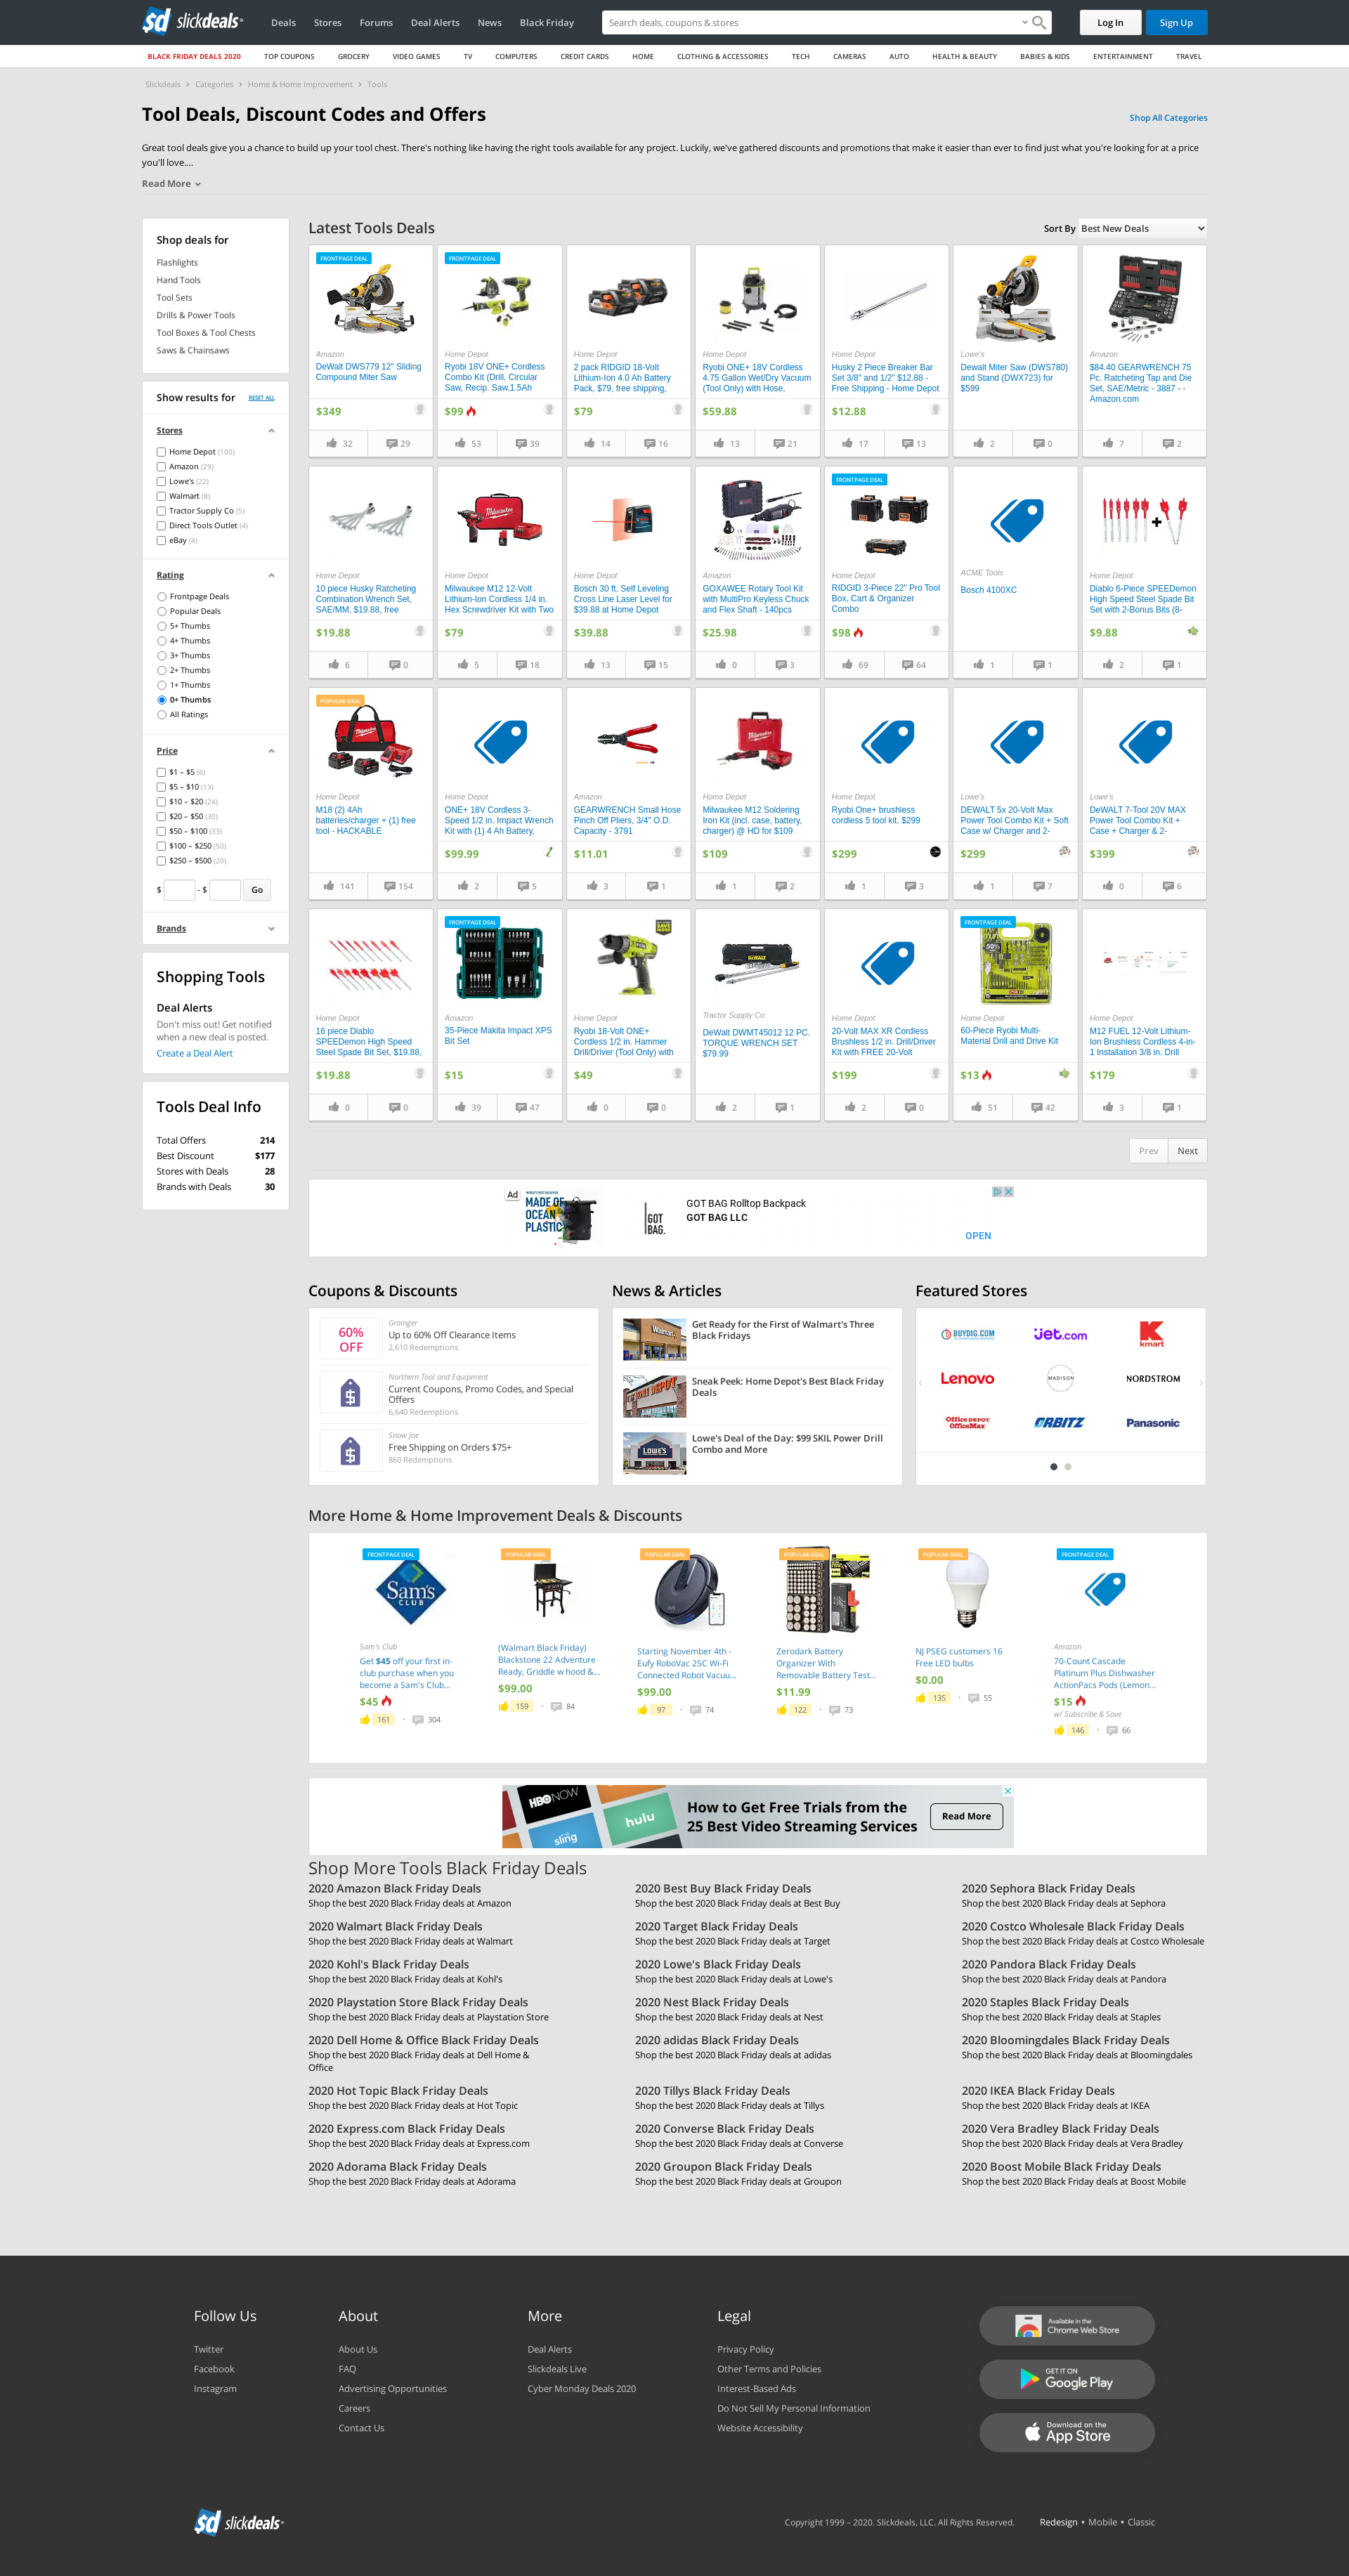 slickdeals
Deals
Stores
Forums
Deal Alerts
News
Black Friday
Search deals, coupons & stores
Log In
Sign Up
BLACK FRIDAY DEALS 2020
TOP COUPONS
GROCERY
VIDEO GAMES
TV
COMPUTERS
CREDIT CARDS
HOME
CLOTHING & ACCESSORIES
TECH
CAMERAS
AUTO
HEALTH & BEAUTY
BABIES & KIDS
ENTERTAINMENT
TRAVEL
Slickdeals › Categories › Home & Home Improvement › Tools
Tool Deals, Discount Codes and Offers
Shop All Categories
Great tool deals give you a chance to build up your tool chest. There's nothing like having the right tools available for any project. Luckily, we've gathered discounts and promotions that make it easier than ever to find just what you're looking for at a price
you'll love....
Read More
Shop deals for
Flashlights
Hand Tools
Tool Sets
Drills & Power Tools
Tool Boxes & Tool Chests
Saws & Chainsaws
Show results for
RESET ALL
Stores
Home Depot (100)
Amazon (29)
Lowe's (22)
Walmart (8)
Tractor Supply Co (5)
Direct Tools Outlet (4)
eBay (4)
Rating
Frontpage Deals
Popular Deals
5+ Thumbs
4+ Thumbs
3+ Thumbs
2+ Thumbs
1+ Thumbs
0+ Thumbs
All Ratings
Price
$1 – $5 (6)
$5 – $10 (13)
$10 – $20 (24)
$20 – $50 (30)
$50 – $100 (33)
$100 – $250 (50)
$250 – $500 (20)
$ - $ Go
Brands
Shopping Tools
Deal Alerts
Don't miss out! Get notified
when a new deal is posted.
Create a Deal Alert
Tools Deal Info
Total Offers 214
Best Discount $177
Stores with Deals 28
Brands with Deals 30
Latest Tools Deals
Sort By Best New Deals
FRONTPAGE DEAL
Amazon
DeWalt DWS779 12" Sliding
Compound Miter Saw
$349
32
29
FRONTPAGE DEAL
Home Depot
Ryobi 18V ONE+ Cordless
Combo Kit (Drill, Circular
Saw, Recip. Saw,1.5Ah
$99
53
39
Home Depot
2 pack RIDGID 18-Volt
Lithium-Ion 4.0 Ah Battery
Pack, $79, free shipping,
$79
14
16
Home Depot
Ryobi ONE+ 18V Cordless
4.75 Gallon Wet/Dry Vacuum
(Tool Only) with Hose,
$59.88
13
21
Home Depot
Husky 2 Piece Breaker Bar
Set 3/8" and 1/2" $12.88 -
Free Shipping - Home Depot
$12.88
17
13
Lowe's
Dewalt Miter Saw (DWS780)
and Stand (DWX723) for
$599
2
0
Amazon
$84.40 GEARWRENCH 75
Pc. Ratcheting Tap and Die
Set, SAE/Metric - 3887 - -
Amazon.com
7
2
Home Depot
10 piece Husky Ratcheting
Combination Wrench Set,
SAE/MM, $19.88, free
$19.88
6
0
Home Depot
Milwaukee M12 12-Volt
Lithium-Ion Cordless 1/4 in.
Hex Screwdriver Kit with Two
$79
5
18
Home Depot
Bosch 30 ft. Self Leveling
Cross Line Laser Level for
$39.88 at Home Depot
$39.88
13
15
Amazon
GOXAWEE Rotary Tool Kit
with MultiPro Keyless Chuck
and Flex Shaft - 140pcs
$25.98
0
3
FRONTPAGE DEAL
Home Depot
RIDGID 3-Piece 22" Pro Tool
Box, Cart & Organizer
Combo
$98
69
64
ACME Tools
Bosch 4100XC
1
1
Home Depot
Diablo 6-Piece SPEEDemon
High Speed Steel Spade Bit
Set with 2-Bonus Bits (8-
$9.88
2
1
POPULAR DEAL
Home Depot
M18 (2) 4Ah
batteries/charger + (1) free
tool - HACKABLE
141
154
Home Depot
ONE+ 18V Cordless 3-
Speed 1/2 in. Impact Wrench
Kit with (1) 4 Ah Battery,
$99.99
2
5
Amazon
GEARWRENCH Small Hose
Pinch Off Pliers, 3/4" O.D.
Capacity - 3791
$11.01
3
1
Home Depot
Milwaukee M12 Soldering
Iron Kit (incl. case, battery,
charger) @ HD for $109
$109
1
2
Home Depot
Ryobi One+ brushless
cordless 5 tool kit. $299
$299
1
3
Lowe's
DEWALT 5x 20-Volt Max
Power Tool Combo Kit + Soft
Case w/ Charger and 2-
$299
1
7
Lowe's
DeWALT 7-Tool 20V MAX
Power Tool Combo Kit +
Case + Charger & 2-
$399
0
6
Home Depot
16 piece Diablo
SPEEDemon High Speed
Steel Spade Bit Set, $19.88,
$19.88
0
0
FRONTPAGE DEAL
Amazon
35-Piece Makita Impact XPS
Bit Set
$15
39
47
Home Depot
Ryobi 18-Volt ONE+
Cordless 1/2 in. Hammer
Drill/Driver (Tool Only) with
$49
0
0
Tractor Supply Co
DeWalt DWMT45012 12 PC.
TORQUE WRENCH SET
$79.99
2
1
Home Depot
20-Volt MAX XR Cordless
Brushless 1/2 in. Drill/Driver
Kit with FREE 20-Volt
$199
2
0
FRONTPAGE DEAL
Home Depot
60-Piece Ryobi Multi-
Material Drill and Drive Kit
$13
51
42
Home Depot
M12 FUEL 12-Volt Lithium-
Ion Brushless Cordless 4-in-
1 Installation 3/8 in. Drill
$179
3
1
Prev
Next
Ad
MADE OF
OCEAN
PLASTIC
GOT
BAG.
GOT BAG Rolltop Backpack
GOT BAG LLC
OPEN
Coupons & Discounts
60%
OFF
Grainger
Up to 60% Off Clearance Items
2,610 Redemptions
Northern Tool and Equipment
Current Coupons, Promo Codes, and Special
Offers
6,640 Redemptions
Snow Joe
Free Shipping on Orders $75+
860 Redemptions
News & Articles
Get Ready for the First of Walmart's Three
Black Fridays
Sneak Peek: Home Depot's Best Black Friday
Deals
Lowe's Deal of the Day: $99 SKIL Power Drill
Combo and More
Featured Stores
BUYDIG.COM
jet.com
kmart
Lenovo
MADISON
NORDSTROM
Office DEPOT
OfficeMax
ORBITZ
Panasonic
More Home & Home Improvement Deals & Discounts
FRONTPAGE DEAL
Sam's CLUB
Sam's Club
Get $45 off your first in-
club purchase when you
become a Sam's Club...
$45
161 · 304
POPULAR DEAL
(Walmart Black Friday)
Blackstone 22 Adventure
Ready, Griddle w hood &...
$99.00
159 · 84
POPULAR DEAL
Starting November 4th -
Eufy RoboVac 25C Wi-Fi
Connected Robot Vacuu...
$99.00
97 · 74
POPULAR DEAL
Zerodark Battery
Organizer With
Removable Battery Test...
$11.99
122 · 73
POPULAR DEAL
NJ PSEG customers 16
Free LED bulbs
$0.00
135 · 55
FRONTPAGE DEAL
Amazon
70-Count Cascade
Platinum Plus Dishwasher
ActionPacs Pods (Lemon...
$15
w/ Subscribe & Save
146 · 66
HBO NOW
hulu
sling
How to Get Free Trials from the
25 Best Video Streaming Services
Read More
Shop More Tools Black Friday Deals
2020 Amazon Black Friday Deals
Shop the best 2020 Black Friday deals at Amazon
2020 Best Buy Black Friday Deals
Shop the best 2020 Black Friday deals at Best Buy
2020 Sephora Black Friday Deals
Shop the best 2020 Black Friday deals at Sephora
2020 Walmart Black Friday Deals
Shop the best 2020 Black Friday deals at Walmart
2020 Target Black Friday Deals
Shop the best 2020 Black Friday deals at Target
2020 Costco Wholesale Black Friday Deals
Shop the best 2020 Black Friday deals at Costco Wholesale
2020 Kohl's Black Friday Deals
Shop the best 2020 Black Friday deals at Kohl's
2020 Lowe's Black Friday Deals
Shop the best 2020 Black Friday deals at Lowe's
2020 Pandora Black Friday Deals
Shop the best 2020 Black Friday deals at Pandora
2020 Playstation Store Black Friday Deals
Shop the best 2020 Black Friday deals at Playstation Store
2020 Nest Black Friday Deals
Shop the best 2020 Black Friday deals at Nest
2020 Staples Black Friday Deals
Shop the best 2020 Black Friday deals at Staples
2020 Dell Home & Office Black Friday Deals
Shop the best 2020 Black Friday deals at Dell Home &
Office
2020 adidas Black Friday Deals
Shop the best 2020 Black Friday deals at adidas
2020 Bloomingdales Black Friday Deals
Shop the best 2020 Black Friday deals at Bloomingdales
2020 Hot Topic Black Friday Deals
Shop the best 2020 Black Friday deals at Hot Topic
2020 Tillys Black Friday Deals
Shop the best 2020 Black Friday deals at Tillys
2020 IKEA Black Friday Deals
Shop the best 2020 Black Friday deals at IKEA
2020 Express.com Black Friday Deals
Shop the best 2020 Black Friday deals at Express.com
2020 Converse Black Friday Deals
Shop the best 2020 Black Friday deals at Converse
2020 Vera Bradley Black Friday Deals
Shop the best 2020 Black Friday deals at Vera Bradley
2020 Adorama Black Friday Deals
Shop the best 2020 Black Friday deals at Adorama
2020 Groupon Black Friday Deals
Shop the best 2020 Black Friday deals at Groupon
2020 Boost Mobile Black Friday Deals
Shop the best 2020 Black Friday deals at Boost Mobile
Follow Us
Twitter
Facebook
Instagram
About
About Us
FAQ
Advertising Opportunities
Careers
Contact Us
More
Deal Alerts
Slickdeals Live
Cyber Monday Deals 2020
Legal
Privacy Policy
Other Terms and Policies
Interest-Based Ads
Do Not Sell My Personal Information
Website Accessibility
Available in the
Chrome Web Store
GET IT ON
Google Play
Download on the
App Store
slickdeals
Copyright 1999 – 2020. Slickdeals, LLC. All Rights Reserved.
Redesign • Mobile • Classic